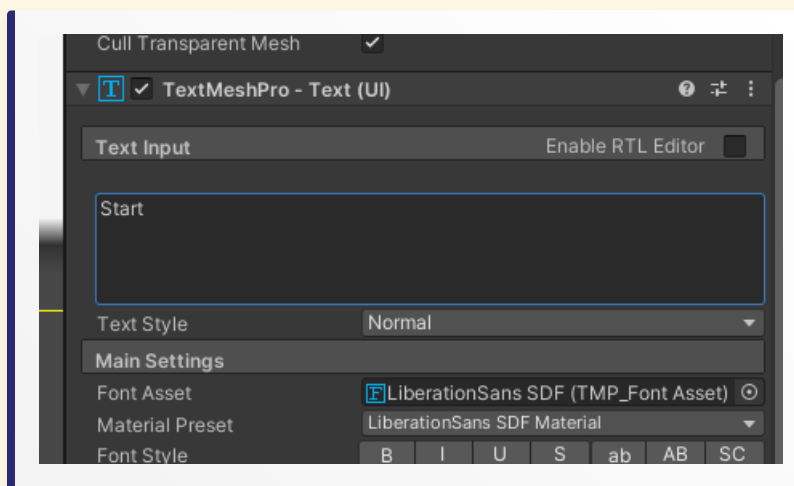 Cull Transparent Mesh
TextMeshPro - Text (UI)
Text Input Enable RTL Editor
Start
Text Style Normal
Main Settings
Font Asset LiberationSans SDF (TMP_Font Asset)
Material Preset LiberationSans SDF Material
Font Style B I U S ab AB SC